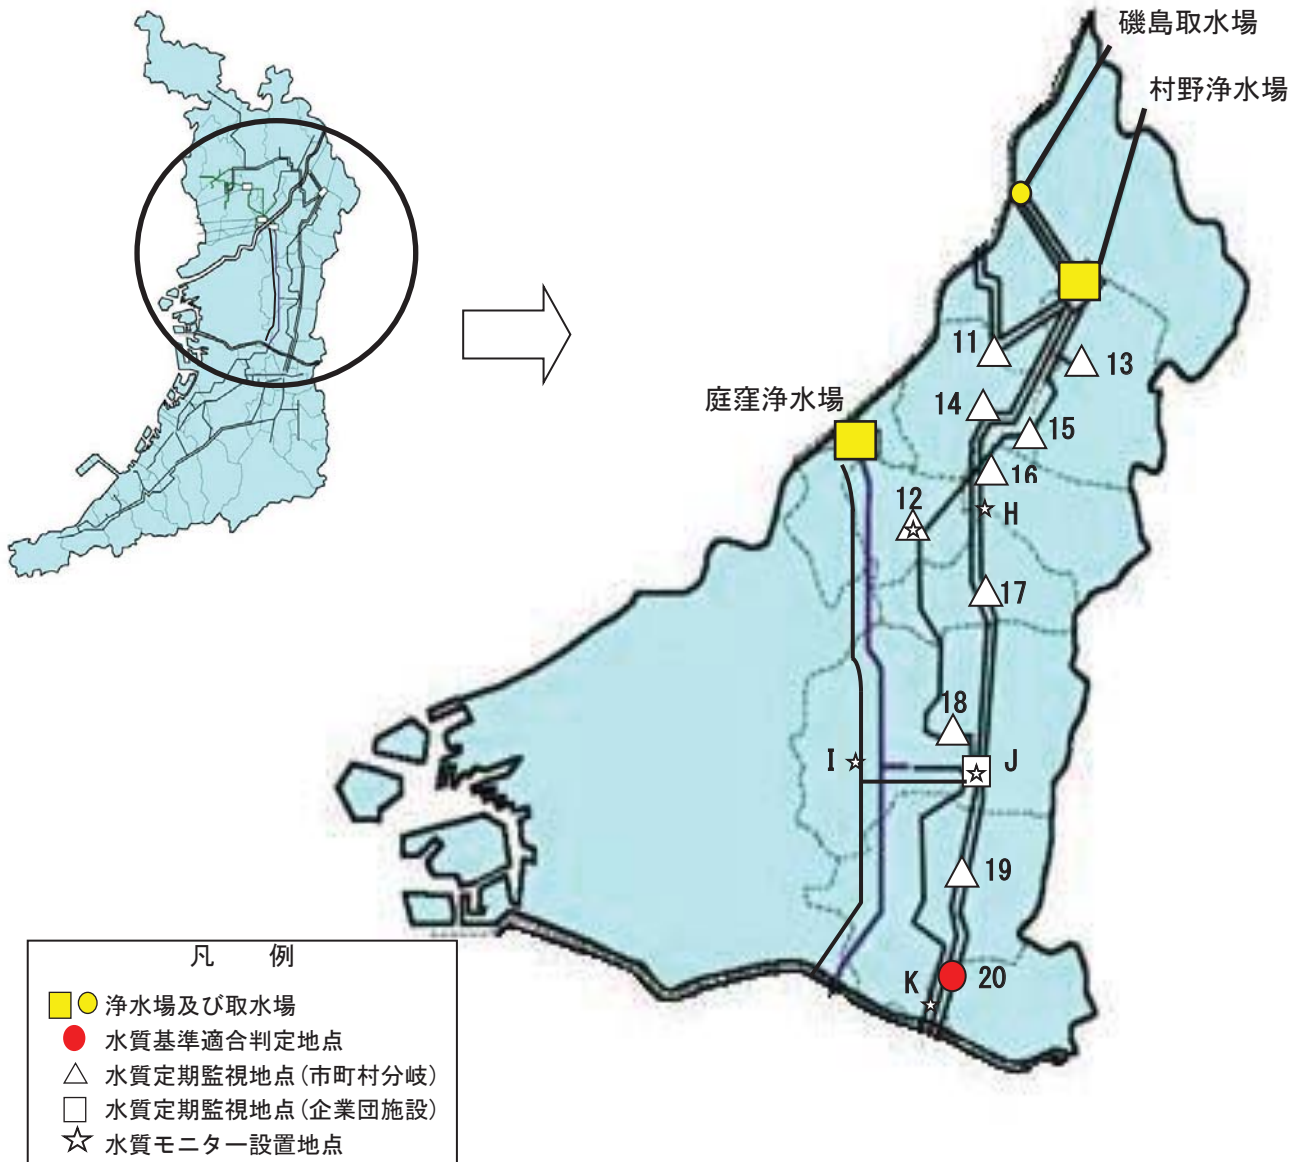 磯島取水場
村野浄水場
11
13
庭窪浄水場
14
15
16
12
H
17
18
I
J
19
K
20
凡 例
浄水場及び取水場
水質基準適合判定地点
水質定期監視地点(市町村分岐)
水質定期監視地点(企業団施設)
水質モニター設置地点